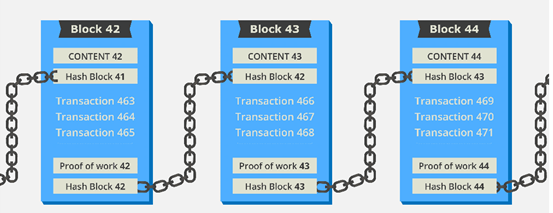 Block 42
CONTENT 42
Hash Block 41
Transaction 463
Transaction 464
Transaction 465
Proof of work 42
Hash Block 42
Block 43
CONTENT 43
Hash Block 42
Transaction 466
Transaction 467
Transaction 468
Proof of work 43
Hash Block 43
Block 44
CONTENT 44
Hash Block 43
Transaction 469
Transaction 470
Transaction 471
Proof of work 44
Hash Block 44